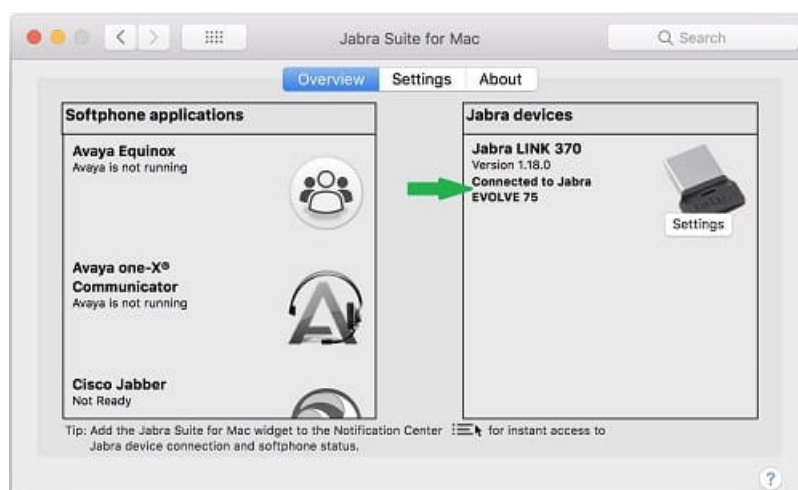 Jabra Suite for Mac
Search
Overview
Settings
About
Softphone applications
Avaya Equinox
Avaya is not running
Avaya one-X®
Communicator
Avaya is not running
Cisco Jabber
Not Ready
Jabra devices
Jabra LINK 370
Version 1.18.0
Connected to Jabra
EVOLVE 75
Settings
Tip: Add the Jabra Suite for Mac widget to the Notification Center for instant access to
Jabra device connection and softphone status.
?